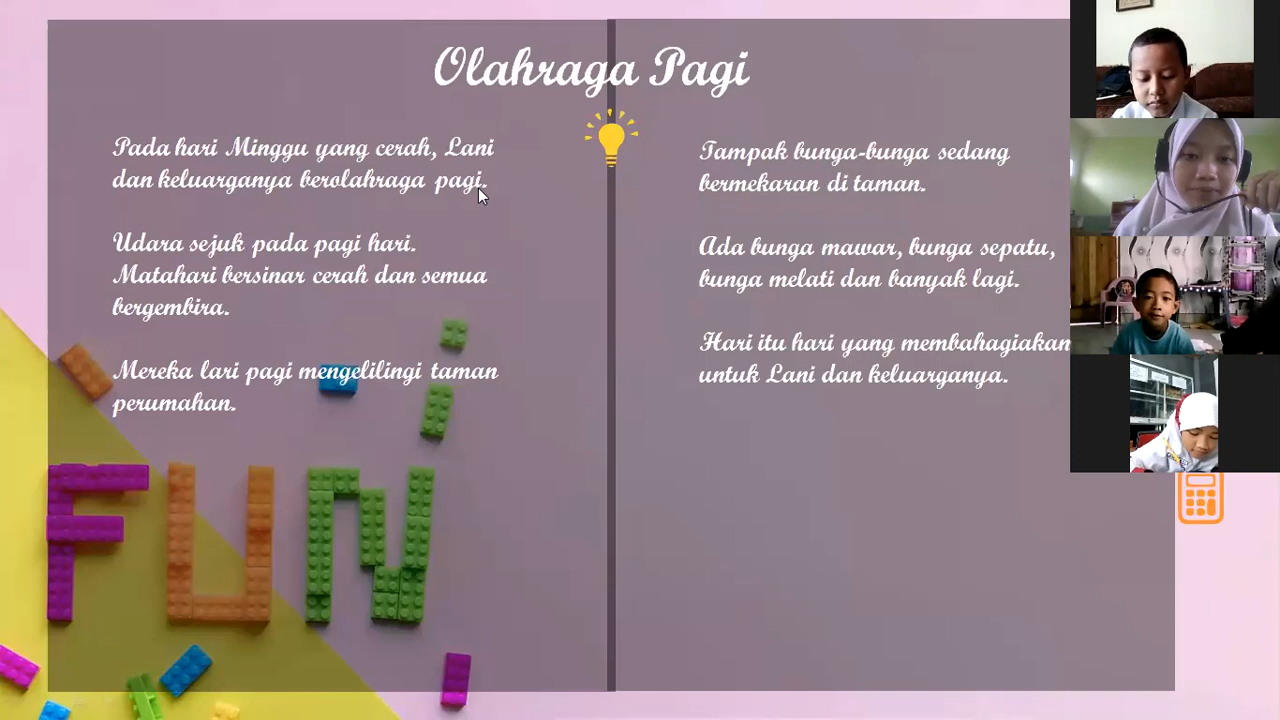 Olahraga Pagi
Pada hari Minggu yang cerah, Lani
dan keluarganya berolahraga pagi.
Udara sejuk pada pagi hari.
Matahari bersinar cerah dan semua
bergembira.
Mereka lari pagi mengelilingi taman
perumahan.
Tampak bunga-bunga sedang
bermekaran di taman.
Ada bunga mawar, bunga sepatu,
bunga melati dan banyak lagi.
Hari itu hari yang membahagiakan
untuk Lani dan keluarganya.
FUN